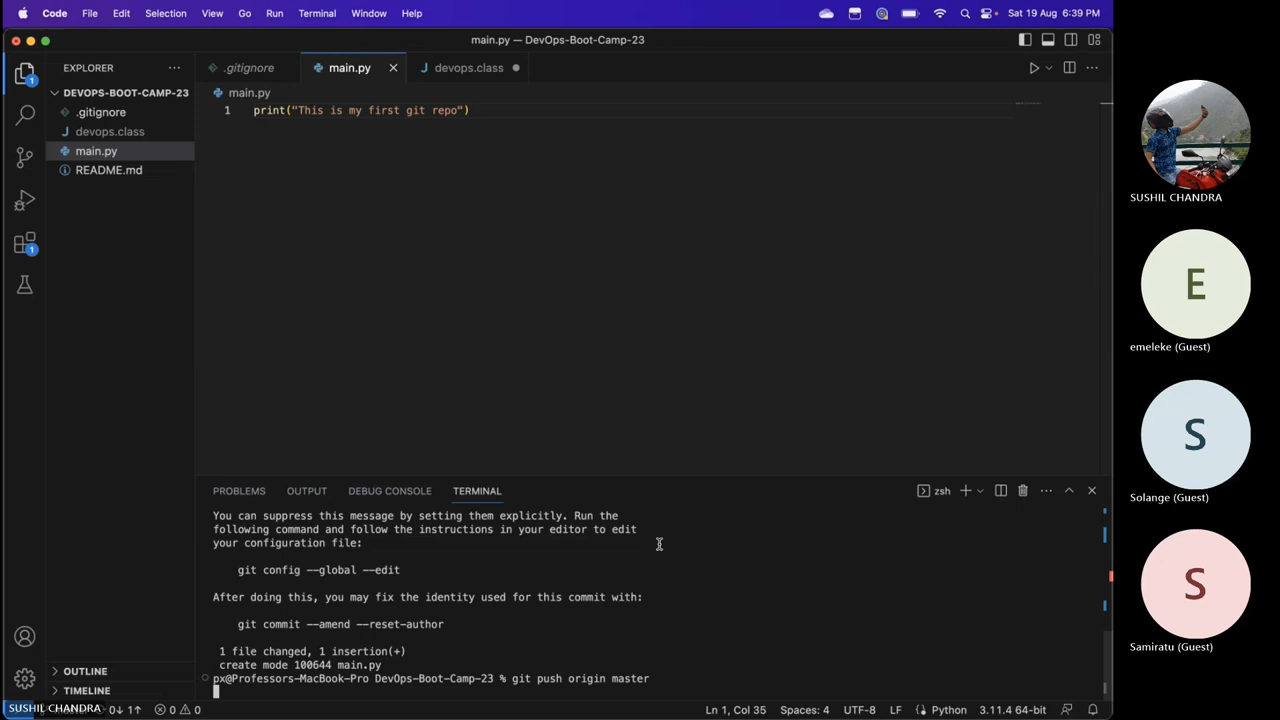 Code File Edit Selection View Go Run Terminal Window Help Sat 19 Aug 6:39 PM
main.py — DevOps-Boot-Camp-23
EXPLORER
.gitignore main.py devops.class
DEVOPS-BOOT-CAMP-23
main.py
.gitignore
J devops.class
main.py
README.md
1 print("This is my first git repo")
1
1
PROBLEMS OUTPUT DEBUG CONSOLE TERMINAL
zsh
You can suppress this message by setting them explicitly. Run the
following command and follow the instructions in your editor to edit
your configuration file:
git config --global --edit
After doing this, you may fix the identity used for this commit with:
git commit --amend --reset-author
1 file changed, 1 insertion(+)
create mode 100644 main.py
px@Professors-MacBook-Pro DevOps-Boot-Camp-23 % git push origin master
OUTLINE
TIMELINE
SUSHIL CHANDRA
0↓ 1↑ 0 0 Ln 1, Col 35 Spaces: 4 UTF-8 LF Python 3.11.4 64-bit
SUSHIL CHANDRA
E
emeleke (Guest)
S
Solange (Guest)
S
Samiratu (Guest)